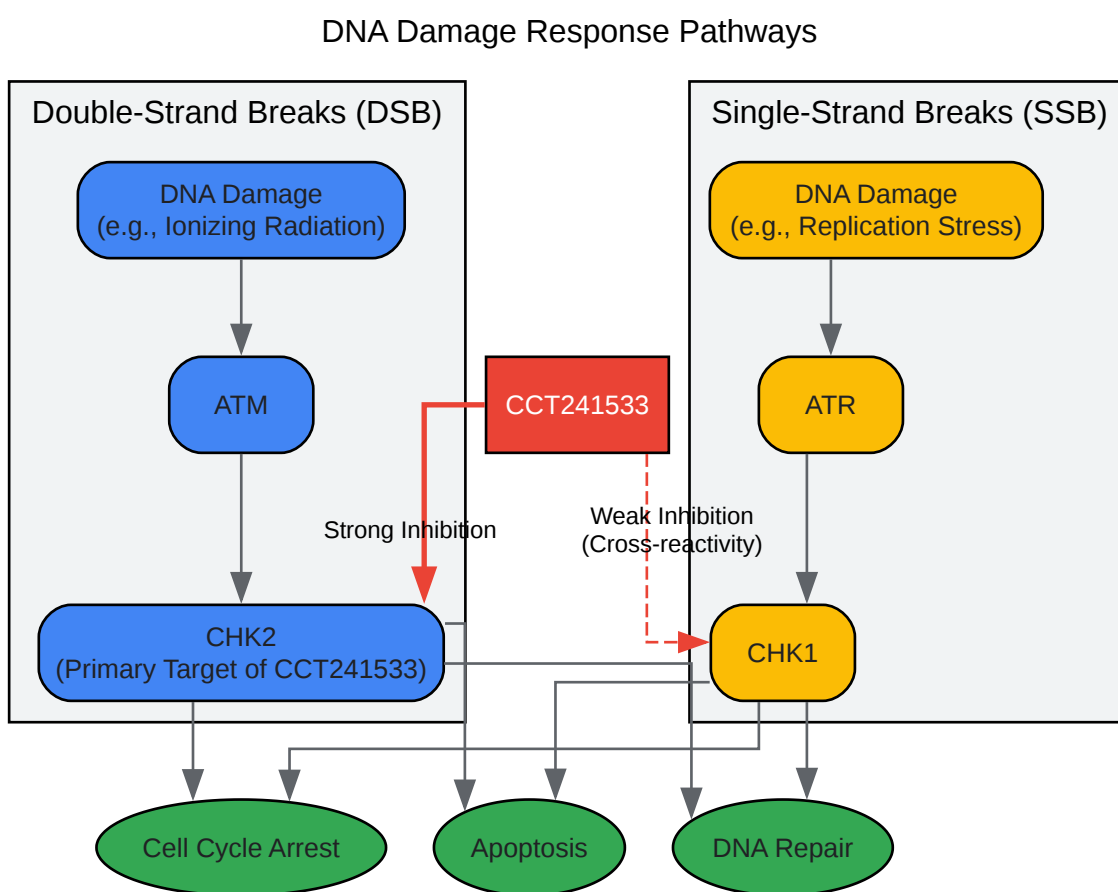 DNA Damage Response Pathways
Double-Strand Breaks (DSB)
Single-Strand Breaks (SSB)
DNA Damage
(e.g., Ionizing Radiation)
DNA Damage
(e.g., Replication Stress)
ATM
CCT241533
ATR
Strong Inhibition
Weak Inhibition
(Cross-reactivity)
CHK2
(Primary Target of CCT241533)
CHK1
Cell Cycle Arrest
Apoptosis
DNA Repair